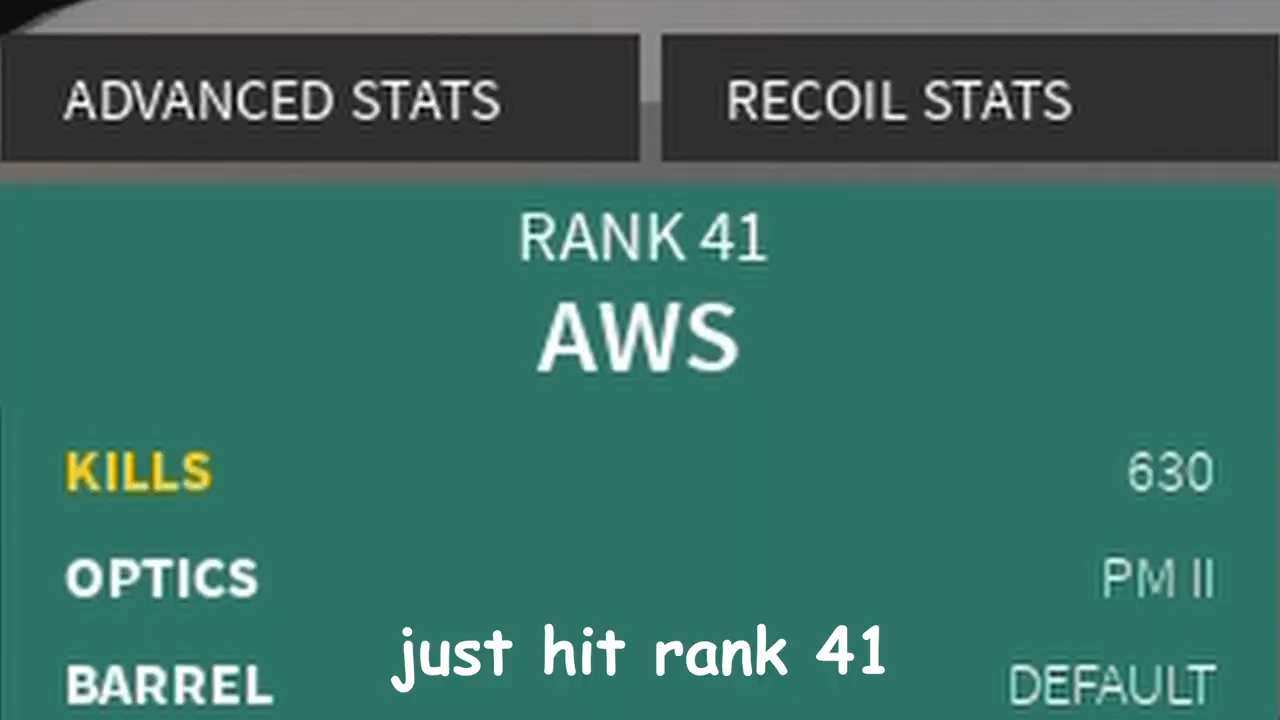 ADVANCED STATS
RECOIL STATS
RANK 41
AWS
KILLS 630
OPTICS PM II
BARREL DEFAULT
just hit rank 41